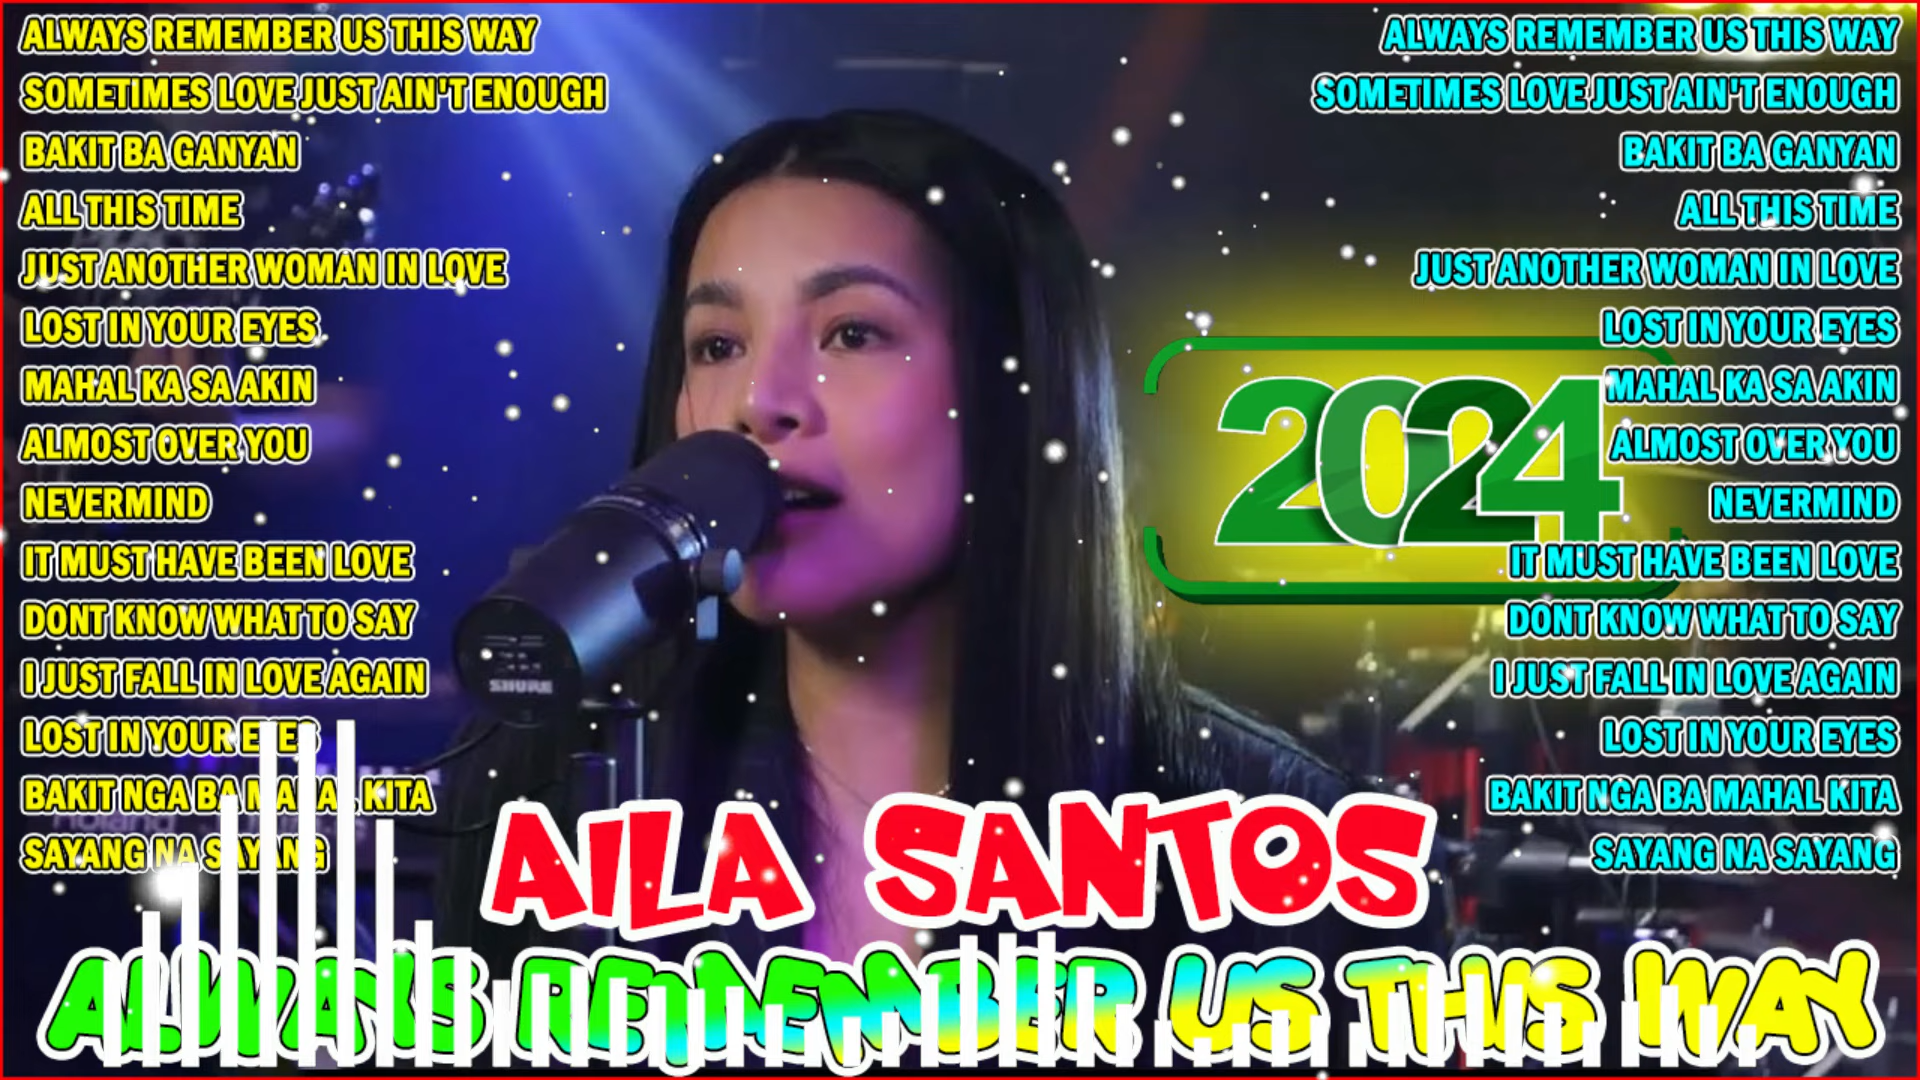 ALWAYS REMEMBER US THIS WAY
SOMETIMES LOVE JUST AIN'T ENOUGH
BAKIT BA GANYAN
ALL THIS TIME
JUST ANOTHER WOMAN IN LOVE
LOST IN YOUR EYES
MAHAL KA SA AKIN
ALMOST OVER YOU
NEVERMIND
IT MUST HAVE BEEN LOVE
DONT KNOW WHAT TO SAY
I JUST FALL IN LOVE AGAIN
LOST IN YOUR EYES
BAKIT NGA BA MAHAL KITA
SAYANG NA SAYANG
ALWAYS REMEMBER US THIS WAY
SOMETIMES LOVE JUST AIN'T ENOUGH
BAKIT BA GANYAN
ALL THIS TIME
JUST ANOTHER WOMAN IN LOVE
LOST IN YOUR EYES
MAHAL KA SA AKIN
ALMOST OVER YOU
NEVERMIND
IT MUST HAVE BEEN LOVE
DONT KNOW WHAT TO SAY
I JUST FALL IN LOVE AGAIN
LOST IN YOUR EYES
BAKIT NGA BA MAHAL KITA
SAYANG NA SAYANG
2024
SHURE
AILA SANTOS
ALWAYS REMEMBER US THIS WAY